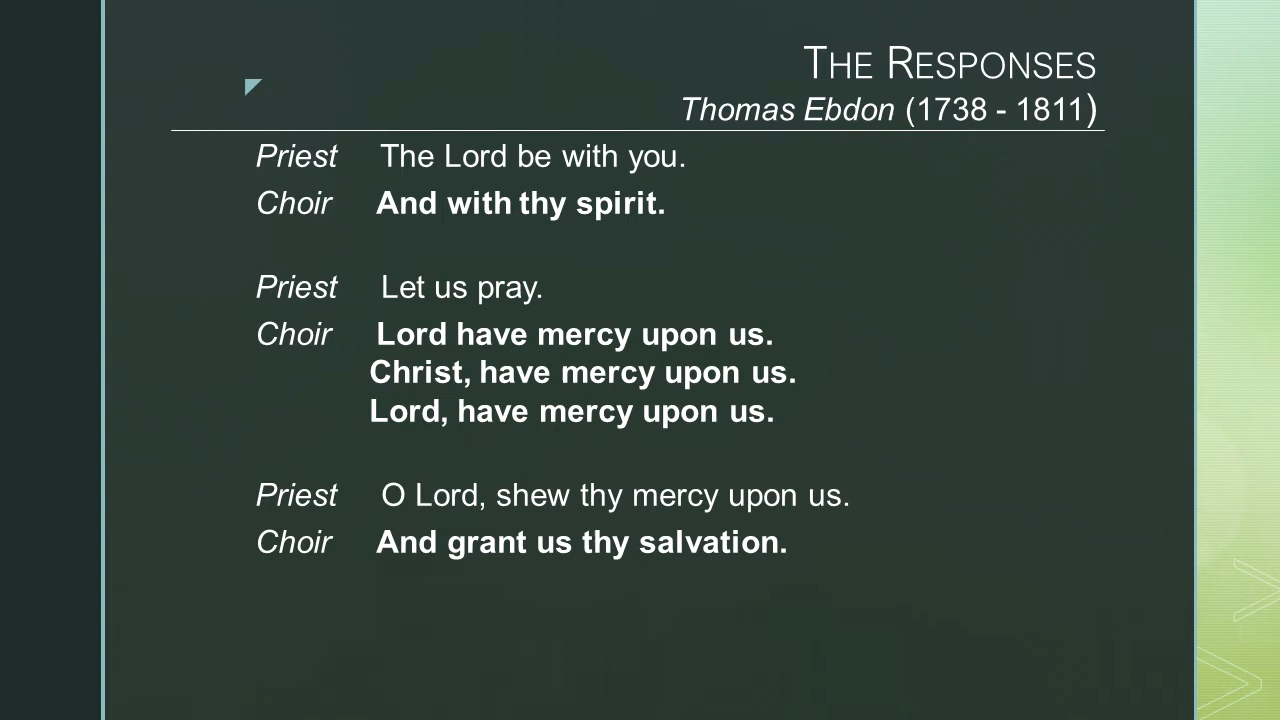 THE RESPONSES
Thomas Ebdon (1738 - 1811)
Priest The Lord be with you.
Choir And with thy spirit.
Priest Let us pray.
Choir Lord have mercy upon us.
Christ, have mercy upon us.
Lord, have mercy upon us.
Priest O Lord, shew thy mercy upon us.
Choir And grant us thy salvation.